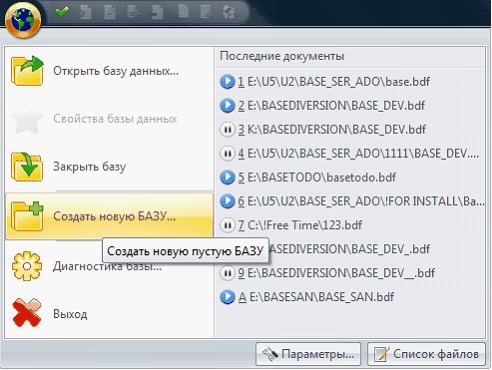 Последние документы
Открыть базу данных...
Свойства базы данных
Закрыть базу
Создать новую БАЗУ...
Создать новую пустую БАЗУ
Диагностика базы...
Выход
1 E:\U5\U2\BASE_SER_ADO\base.bdf
2 E:\BASEDIVERSION\BASE_DEV.bdf
3 K:\BASEDIVERSION\BASE_DEV.bdf
4 E:\U5\U2\BASE_SER_ADO\1111\BASE_DEV....
5 E:\BASETODO\basetodo.bdf
6 E:\U5\U2\BASE_SER_ADO\!FOR INSTALL\Ba...
7 C:\!Free Time\123.bdf
BASEDIVERSION\BASE_DEV_.bdf
9 E:\BASEDIVERSION\BASE_DEV__.bdf
A E:\BASESAN\BASE_SAN.bdf
Параметры...
Список файлов